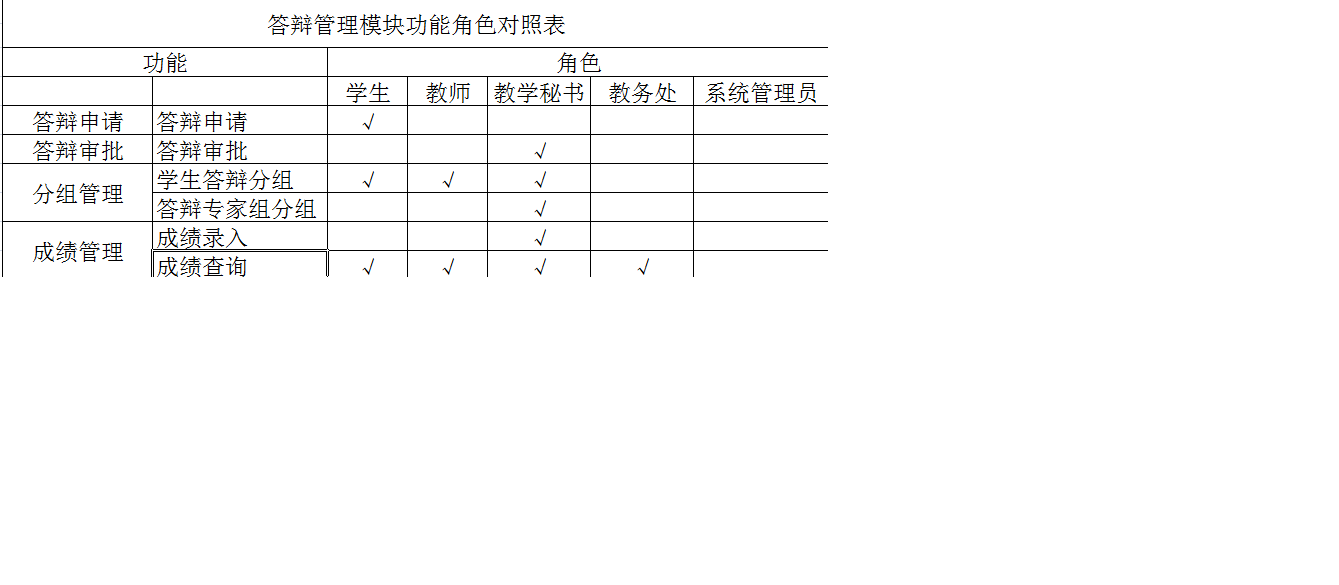 答辩管理模块功能角色对照表
功能 角色
学生 教师 教学秘书 教务处 系统管理员
答辩申请 答辩申请 √
答辩审批 答辩审批 √
分组管理 学生答辩分组 √ √ √
答辩专家组分组 √
成绩管理 成绩录入 √
成绩查询 √ √ √ √